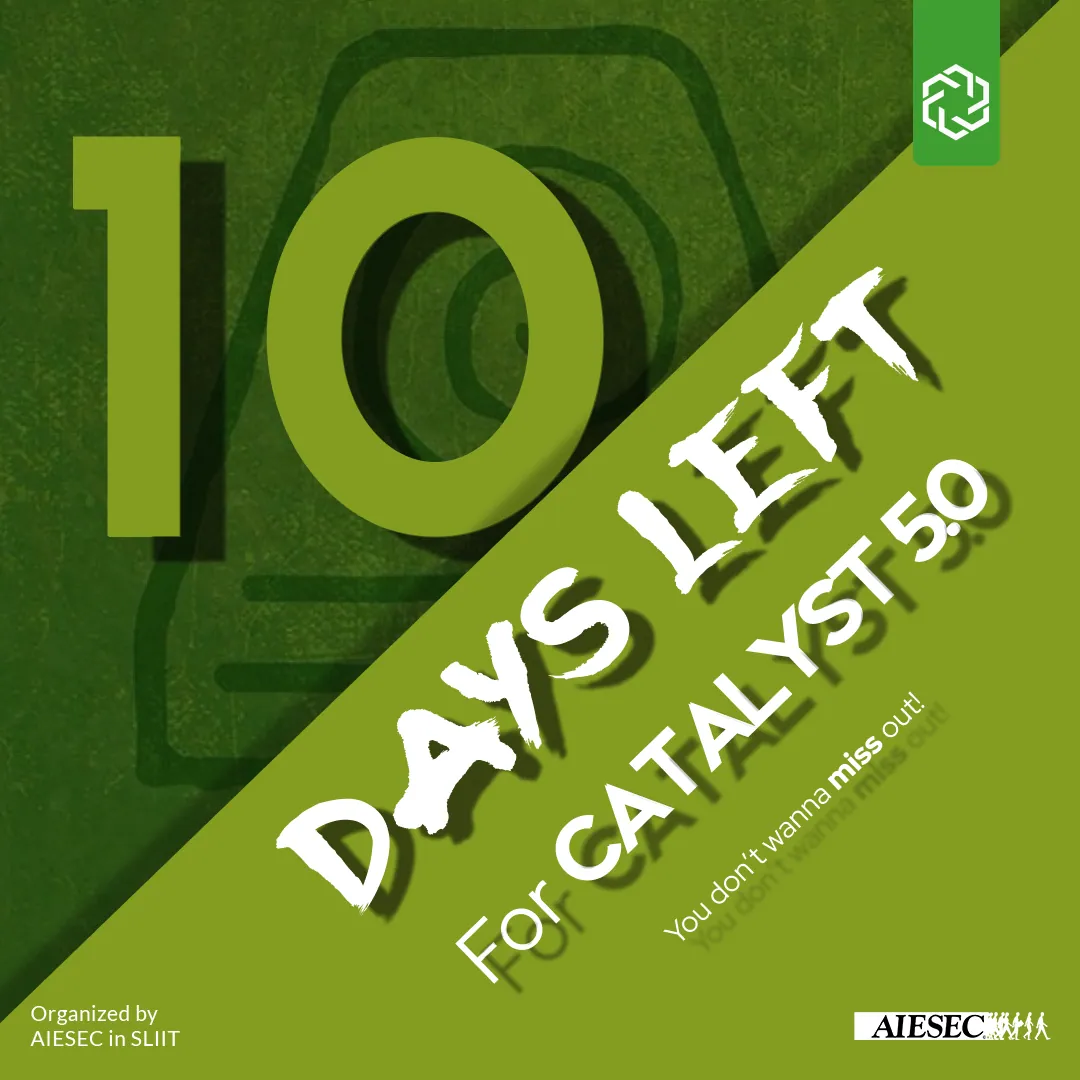 10
DAYS LEFT
For CATALYST 5.0
You don't wanna miss out!
Organized by
AIESEC in SLIIT
AIESEC